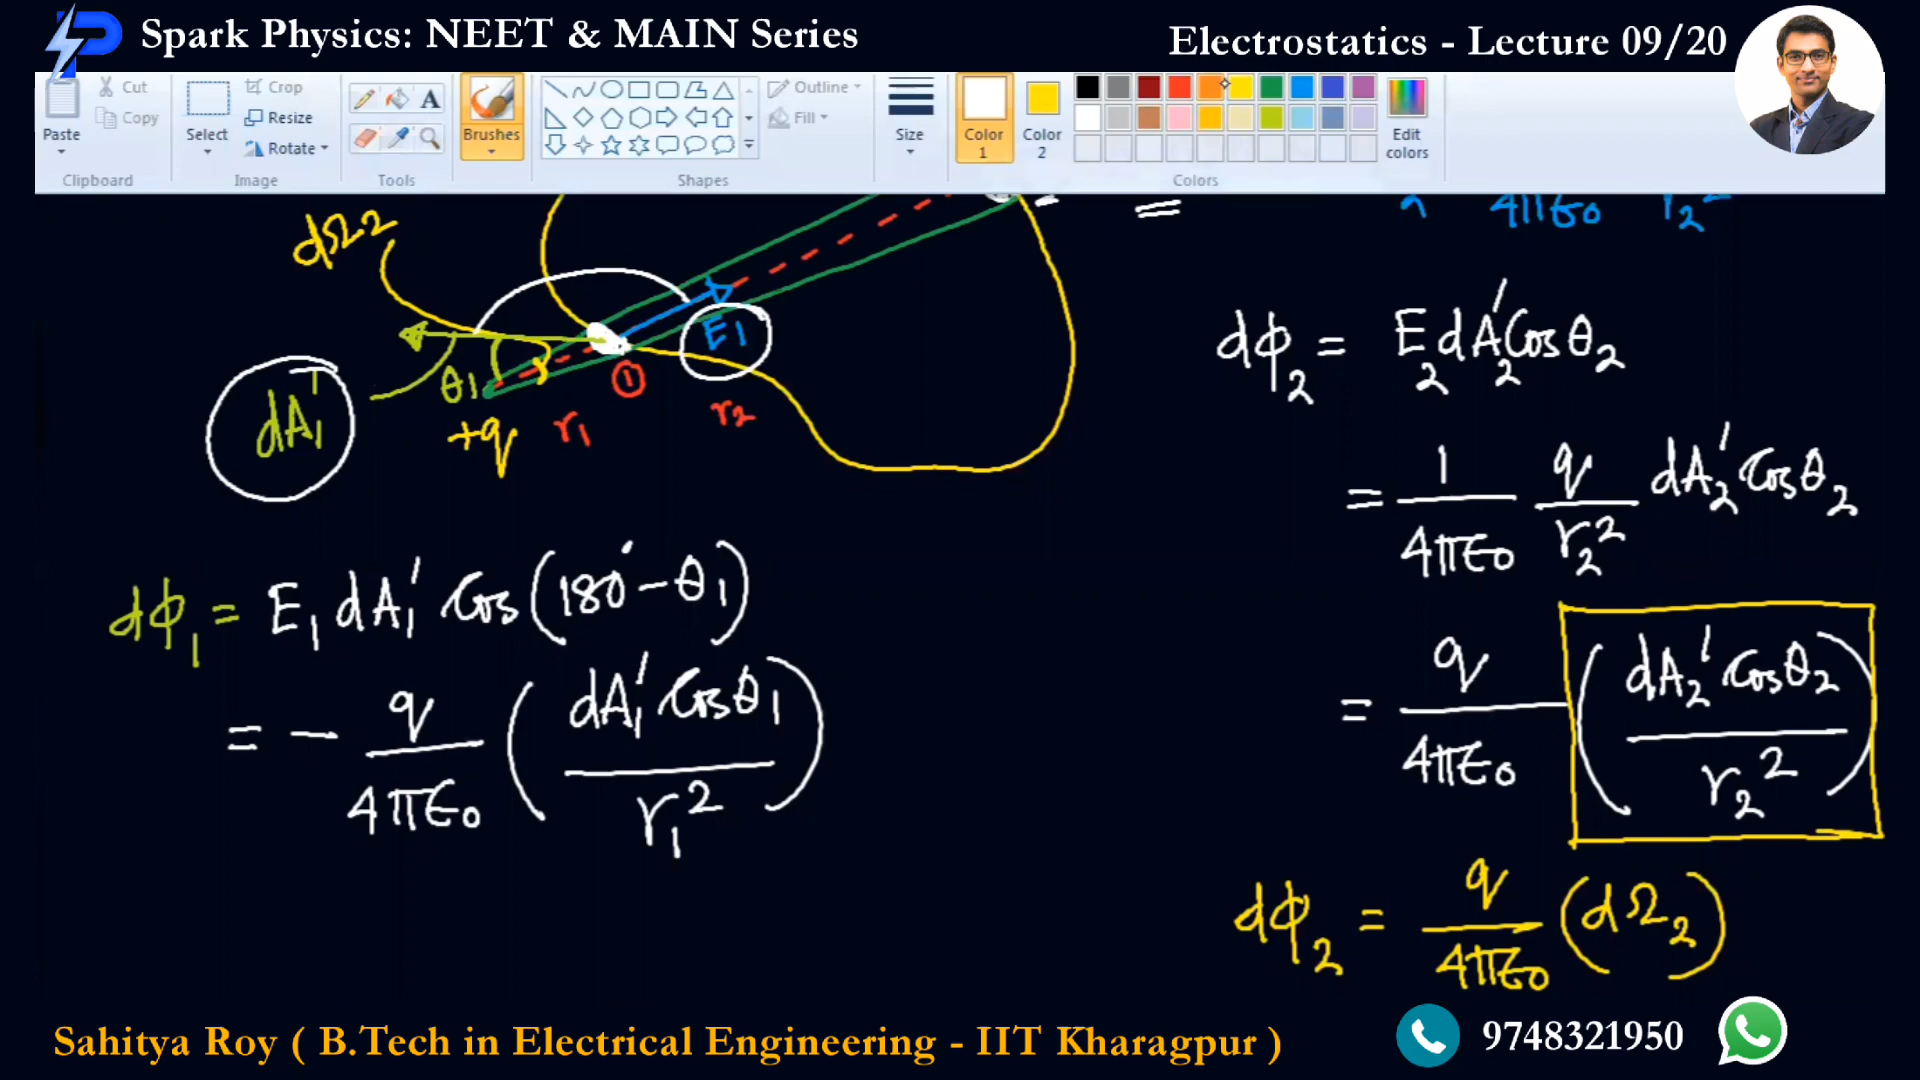 Spark Physics: NEET & MAIN Series
Electrostatics - Lecture 09/20
Cut
Copy
Paste
Clipboard
Crop
Resize
Rotate
Select
Image
A
Tools
Brushes
Outline
Fill
Shapes
Size
Color 1
Color 2
Edit colors
Colors
dΩ2
4πε0 r2²
E1
θ1
①
dA1'
+q
r1
r2
dφ2 = E2 dA2' Cosθ2
= 1/4πε0 q/r2² dA2' Cosθ2
= q/4πε0 (dA2' Cosθ2/r2²)
dφ2 = q/4πε0 (dΩ2)
dφ1 = E1 dA1' Cos(180° - θ1)
= - q/4πε0 (dA1' Cosθ1/r1²)
Sahitya Roy ( B.Tech in Electrical Engineering - IIT Kharagpur )
9748321950